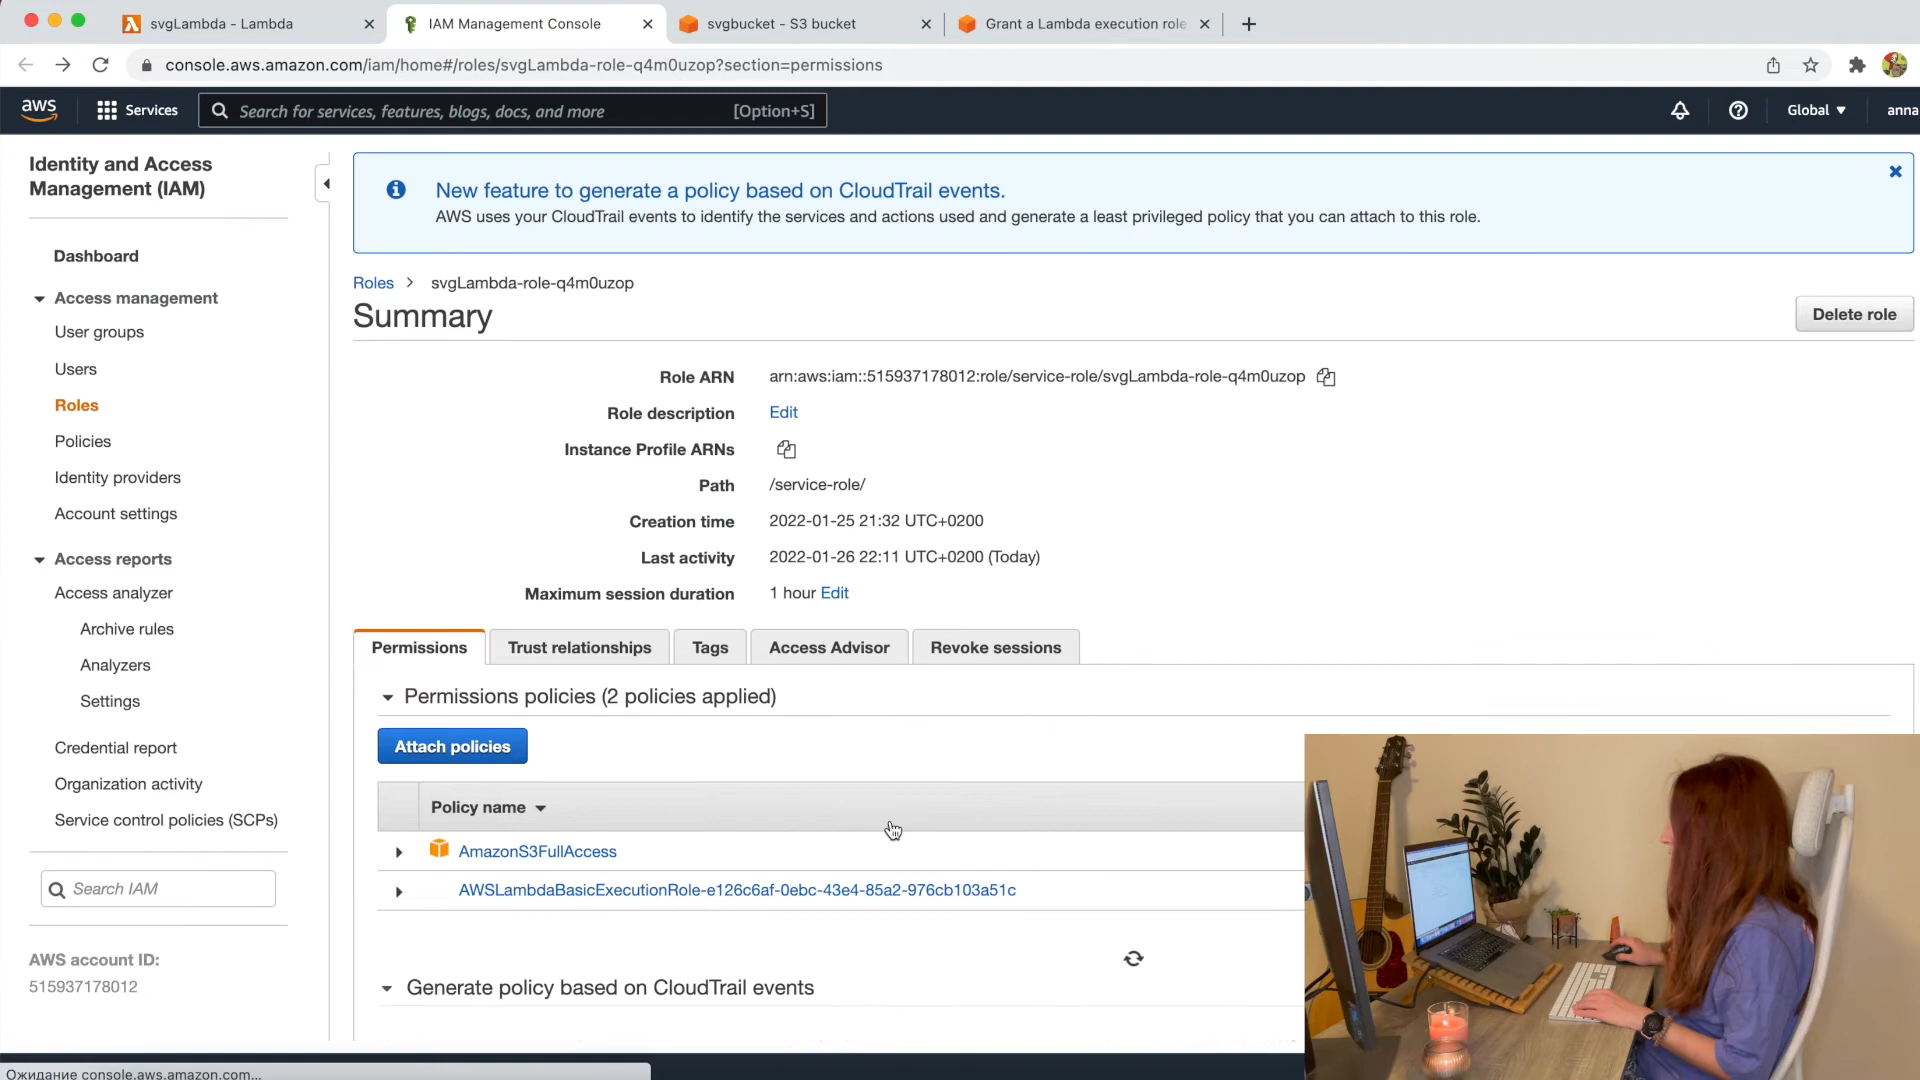 svgLambda - Lambda
IAM Management Console
svgbucket - S3 bucket
Grant a Lambda execution role
console.aws.amazon.com/iam/home#/roles/svgLambda-role-q4m0uzop?section=permissions
aws
Services
Search for services, features, blogs, docs, and more
[Option+S]
Global
anna
Identity and Access
Management (IAM)
Dashboard
Access management
User groups
Users
Roles
Policies
Identity providers
Account settings
Access reports
Access analyzer
Archive rules
Analyzers
Settings
Credential report
Organization activity
Service control policies (SCPs)
Search IAM
AWS account ID:
515937178012
New feature to generate a policy based on CloudTrail events.
AWS uses your CloudTrail events to identify the services and actions used and generate a least privileged policy that you can attach to this role.
Roles > svgLambda-role-q4m0uzop
Summary
Delete role
Role ARN arn:aws:iam::515937178012:role/service-role/svgLambda-role-q4m0uzop
Role description Edit
Instance Profile ARNs
Path /service-role/
Creation time 2022-01-25 21:32 UTC+0200
Last activity 2022-01-26 22:11 UTC+0200 (Today)
Maximum session duration 1 hour Edit
Permissions
Trust relationships
Tags
Access Advisor
Revoke sessions
Permissions policies (2 policies applied)
Attach policies
Policy name
AmazonS3FullAccess
AWSLambdaBasicExecutionRole-e126c6af-0ebc-43e4-85a2-976cb103a51c
Generate policy based on CloudTrail events
Ожидание console.aws.amazon.com...